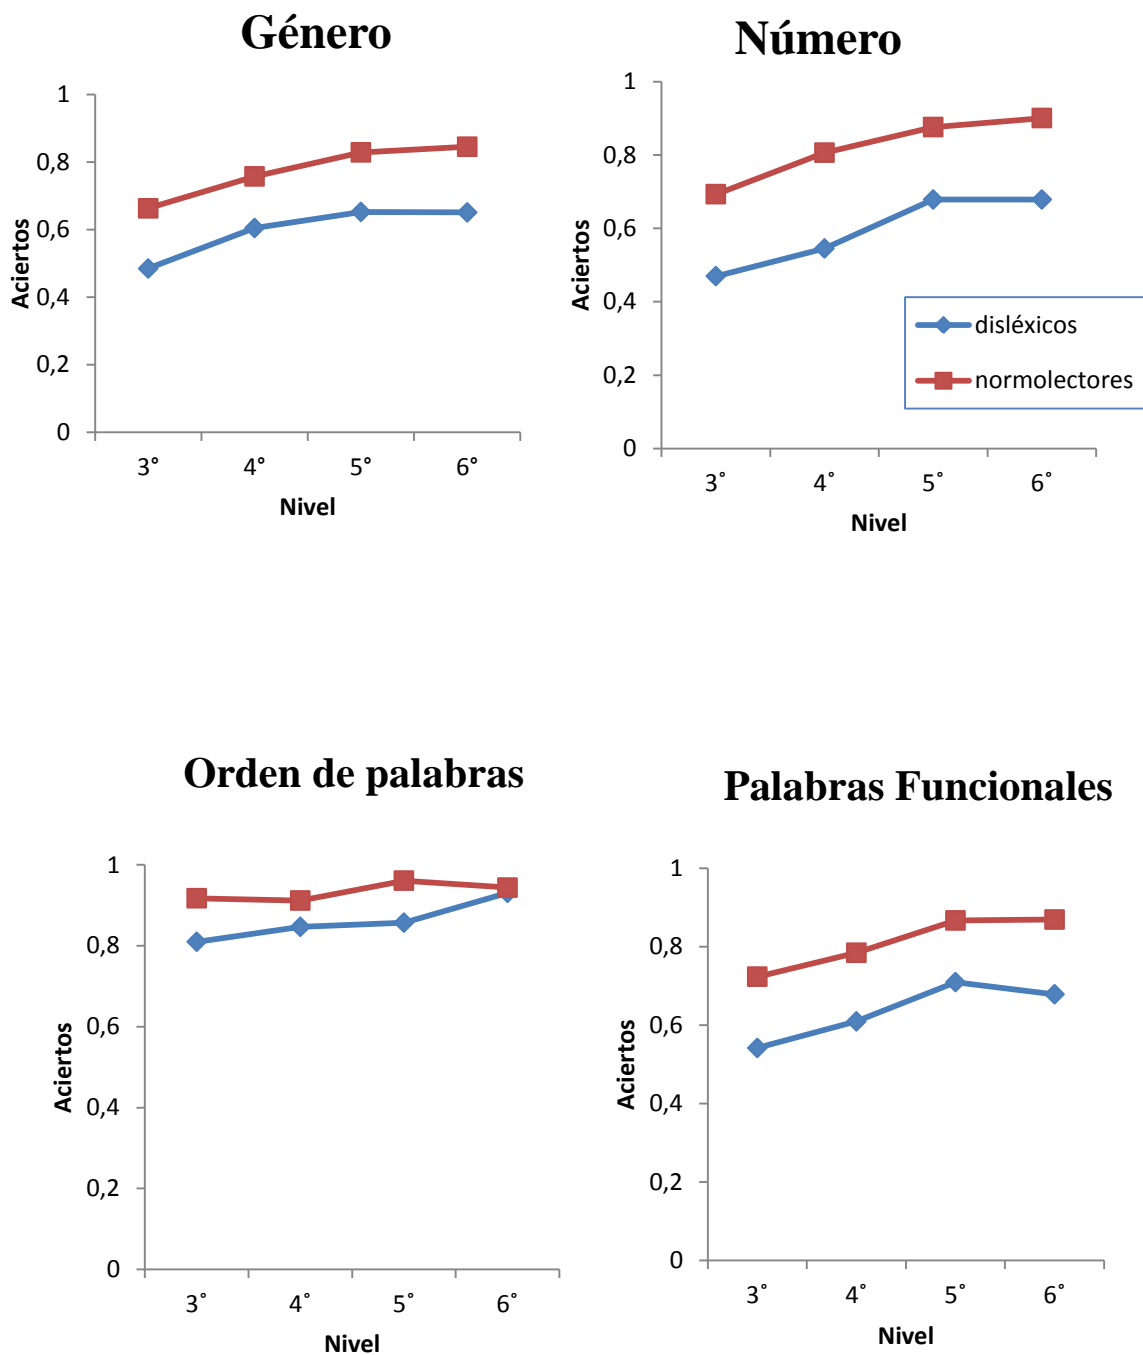 Género
1
0,8
0,6
0,4
0,2
0
Aciertos
3° 4° 5° 6°
Nivel
Número
1
0,8
0,6
0,4
0,2
0
Aciertos
disléxicos
normolectores
3° 4° 5° 6°
Nivel
Orden de palabras
1
0,8
0,6
0,4
0,2
0
Aciertos
3° 4° 5° 6°
Nivel
Palabras Funcionales
1
0,8
0,6
0,4
0,2
0
Aciertos
3° 4° 5° 6°
Nivel